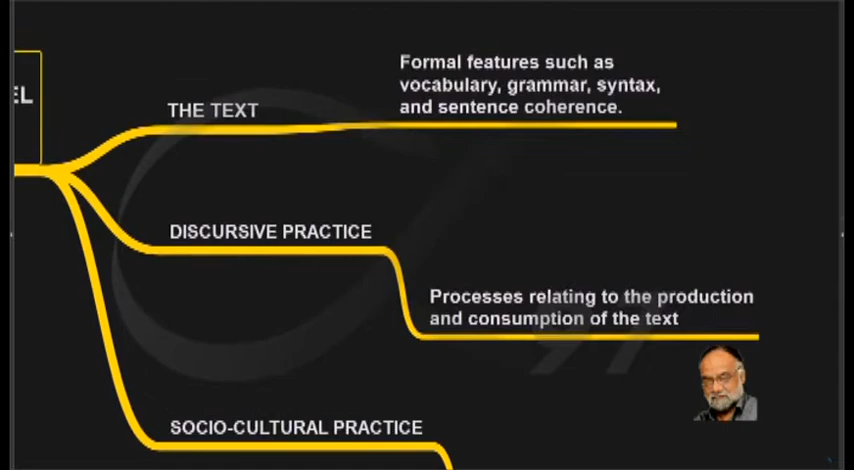 EL
THE TEXT
Formal features such as
vocabulary, grammar, syntax,
and sentence coherence.
DISCURSIVE PRACTICE
Processes relating to the production
and consumption of the text
SOCIO-CULTURAL PRACTICE